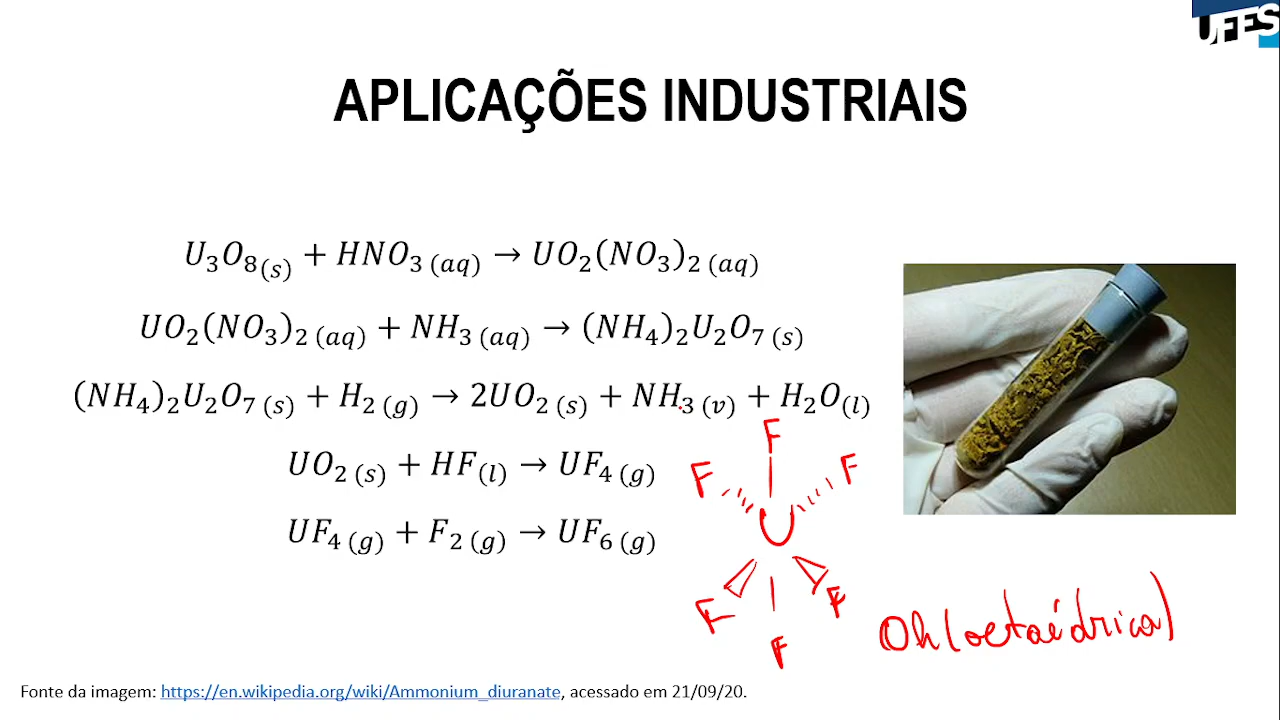 UFES
APLICAÇÕES INDUSTRIAIS
U₃O₈₍ₛ₎ + HNO₃ (aq) → UO₂(NO₃)₂ (aq)
UO₂(NO₃)₂ (aq) + NH₃ (aq) → (NH₄)₂U₂O₇ (s)
(NH₄)₂U₂O₇ (s) + H₂ (g) → 2UO₂ (s) + NH₃ (v) + H₂O(l)
UO₂ (s) + HF(l) → UF₄ (g)
UF₄ (g) + F₂ (g) → UF₆ (g)
F
F F
U
F F
F
Oh (octaédrica)
Fonte da imagem: https://en.wikipedia.org/wiki/Ammonium_diuranate, acessado em 21/09/20.